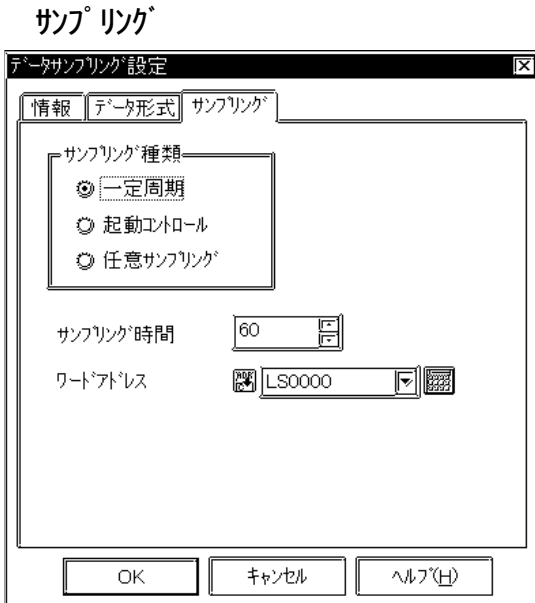 ｻﾝﾌﾟﾘﾝｸﾞ
ﾃﾞｰﾀｻﾝﾌﾟﾘﾝｸﾞ設定
情報 ﾃﾞｰﾀ形式 ｻﾝﾌﾟﾘﾝｸﾞ
ｻﾝﾌﾟﾘﾝｸﾞ種類
一定周期
起動ｺﾝﾄﾛｰﾙ
任意ｻﾝﾌﾟﾘﾝｸﾞ
ｻﾝﾌﾟﾘﾝｸﾞ時間 60
ﾜｰﾄﾞｱﾄﾞﾚｽ LS0000
OK ｷｬﾝｾﾙ ﾍﾙﾌﾟ(H)